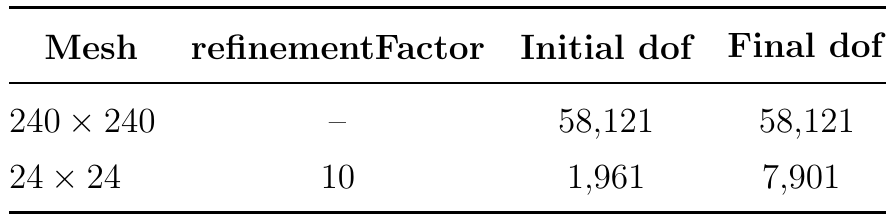 Mesh refinementFactor Initial dof Final dof
240 × 240 – 58,121 58,121
24 × 24 10 1,961 7,901